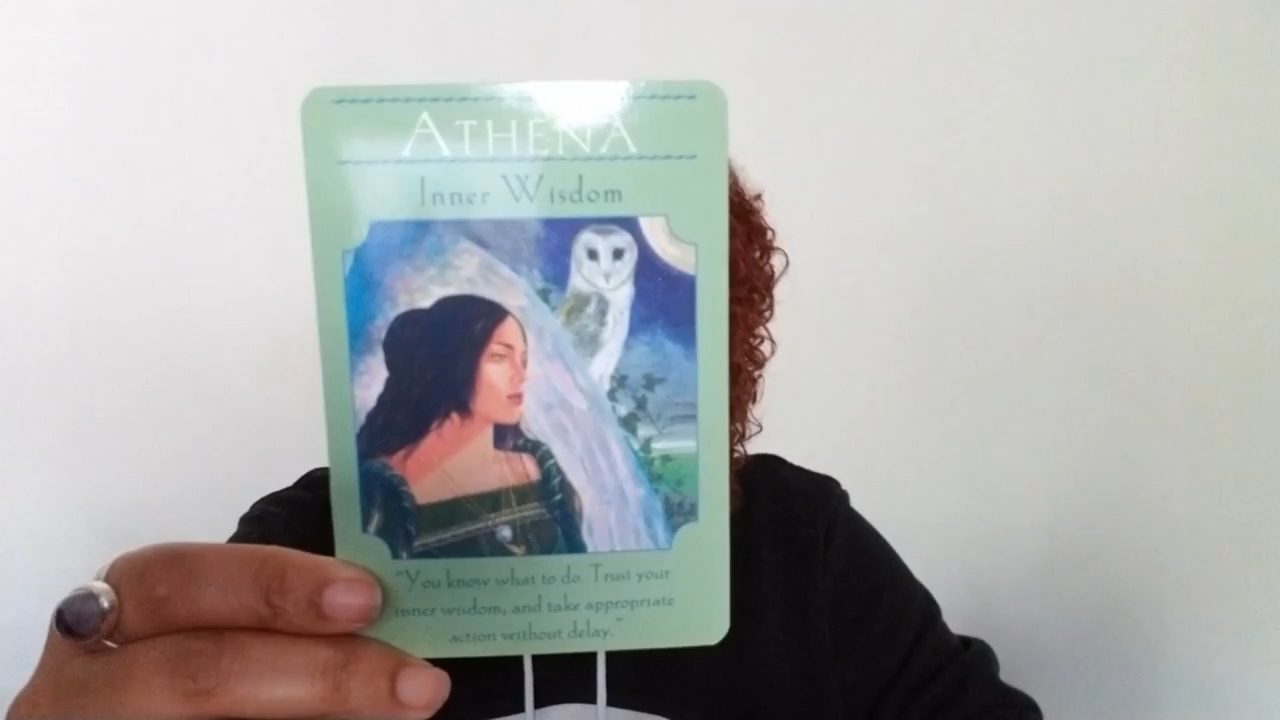 ATHENA
Inner Wisdom
"You know what to do. Trust your
inner wisdom, and take appropriate
action without delay."